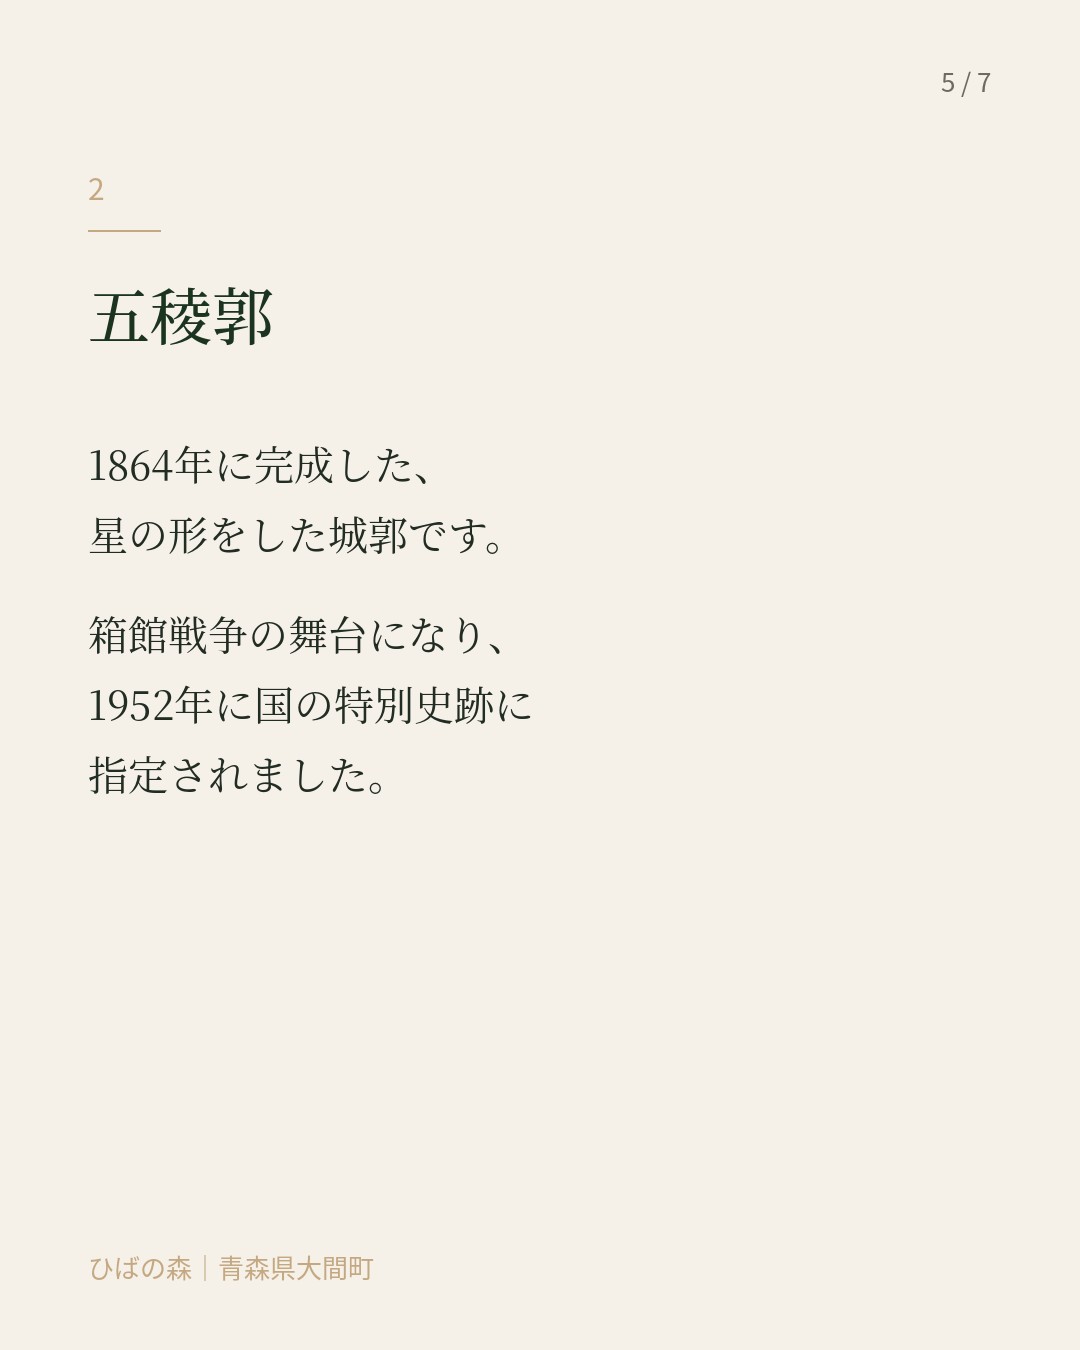 5 / 7
2
五稜郭
1864年に完成した、
星の形をした城郭です。
箱館戦争の舞台になり、
1952年に国の特別史跡に
指定されました。
ひばの森｜青森県大間町